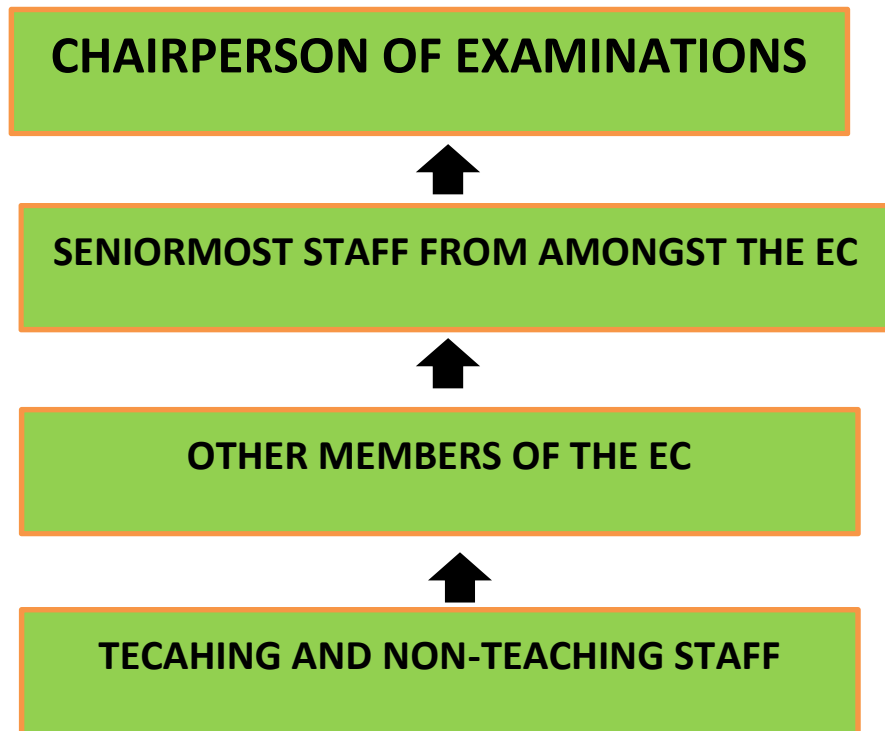 CHAIRPERSON OF EXAMINATIONS
SENIORMOST STAFF FROM AMONGST THE EC
OTHER MEMBERS OF THE EC
TECAHING AND NON-TEACHING STAFF